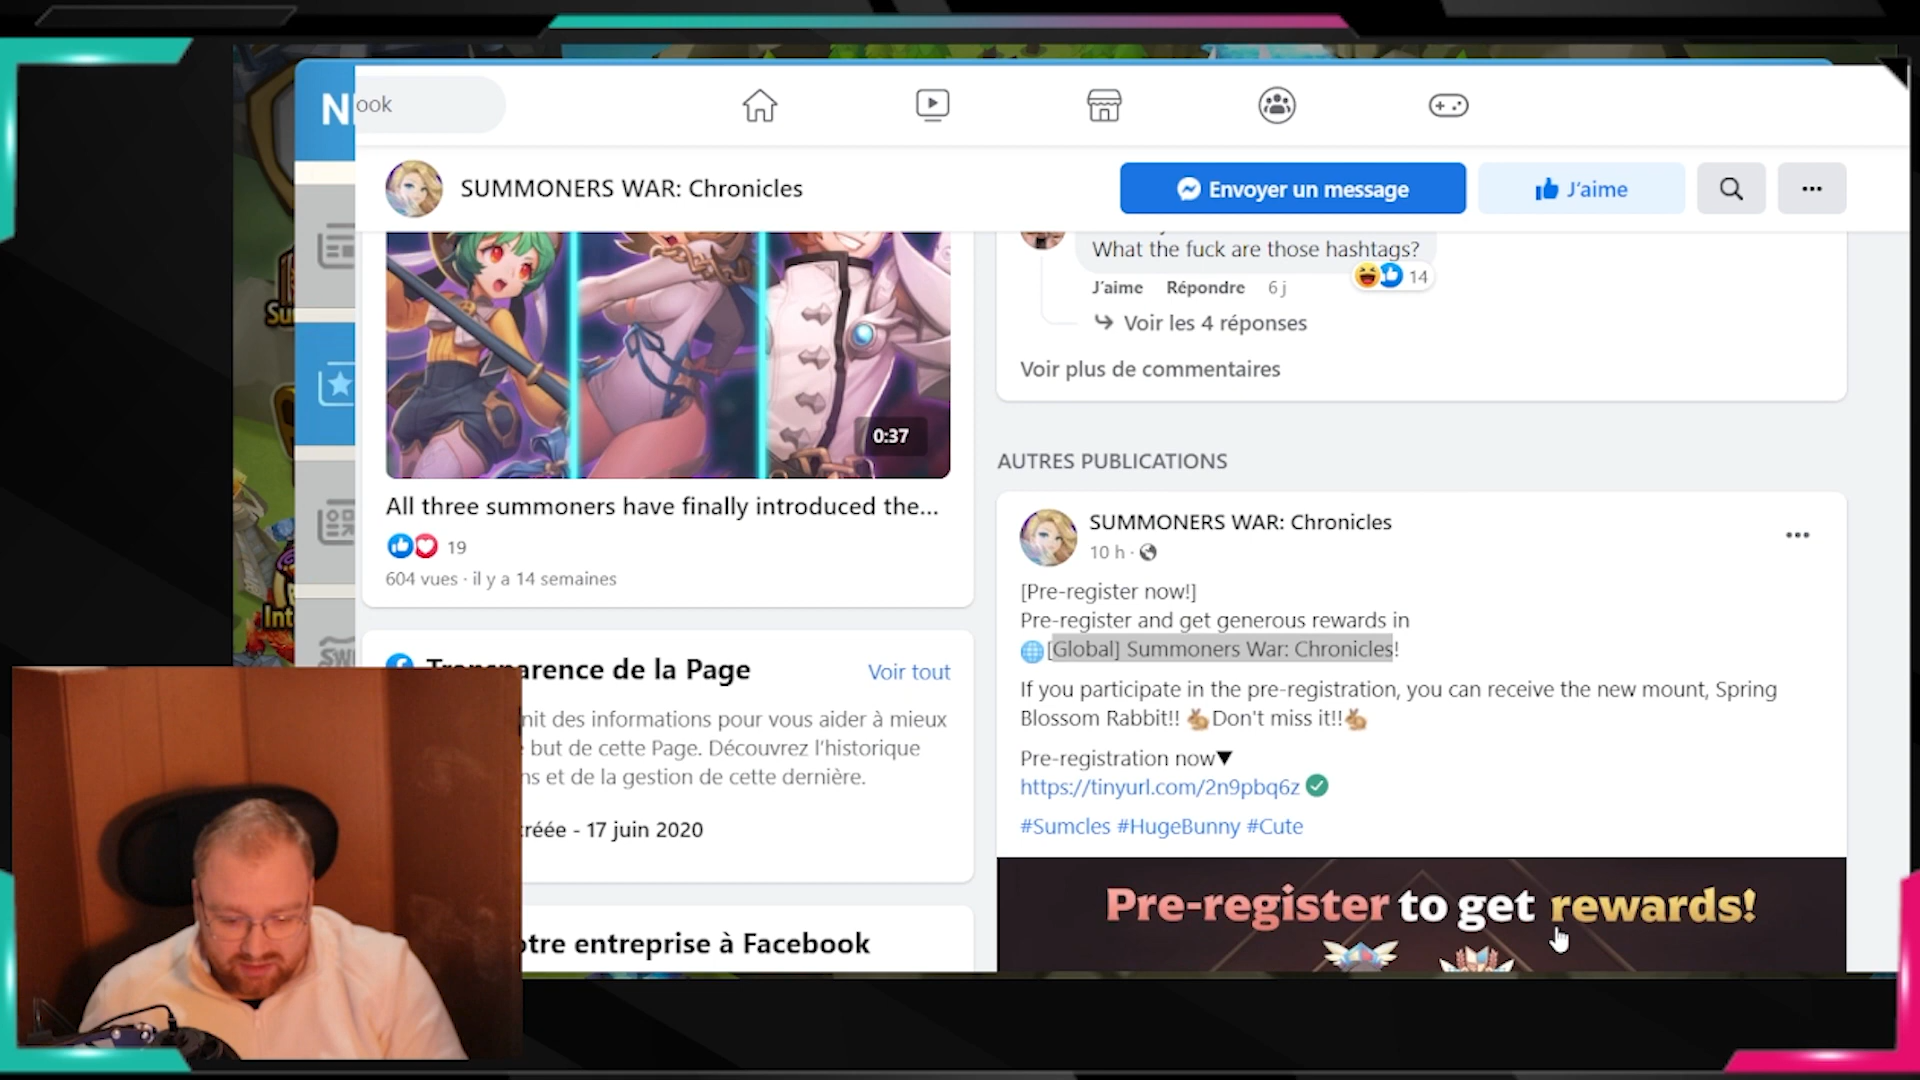 ook
SUMMONERS WAR: Chronicles
Envoyer un message
J'aime
...
0:37
All three summoners have finally introduced the...
19
604 vues · il y a 14 semaines
Transparence de la Page
Voir tout
nit des informations pour vous aider à mieux
but de cette Page. Découvrez l'historique
ns et de la gestion de cette dernière.
créée - 17 juin 2020
otre entreprise à Facebook
What the fuck are those hashtags?
14
J'aime Répondre 6 j
Voir les 4 réponses
Voir plus de commentaires
AUTRES PUBLICATIONS
SUMMONERS WAR: Chronicles
10 h ·
[Pre-register now!]
Pre-register and get generous rewards in
[Global] Summoners War: Chronicles!
If you participate in the pre-registration, you can receive the new mount, Spring
Blossom Rabbit!! Don't miss it!!
Pre-registration now▼
https://tinyurl.com/2n9pbq6z
#Sumcles #HugeBunny #Cute
Pre-register to get rewards!